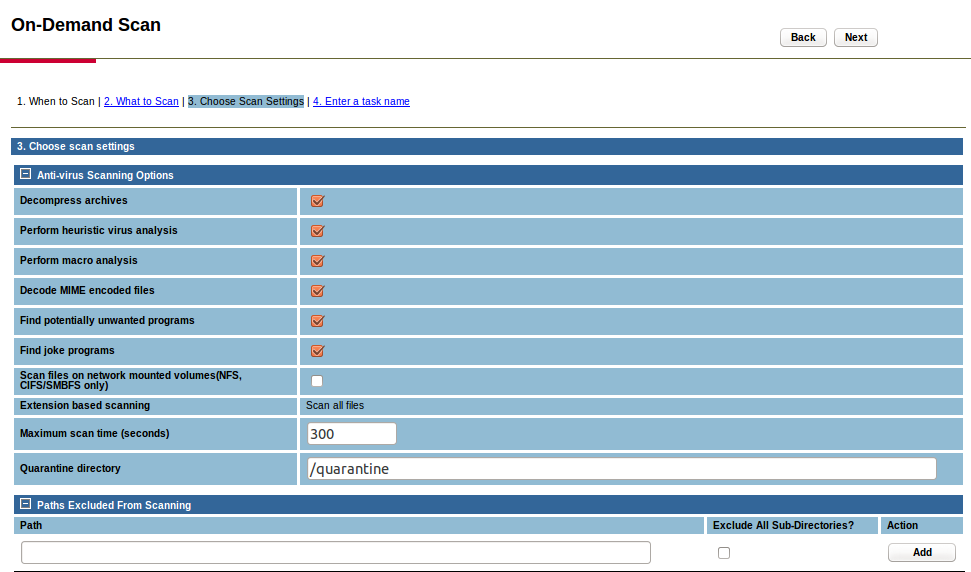 On-Demand Scan
Back Next
1. When to Scan | 2. What to Scan | 3. Choose Scan Settings | 4. Enter a task name
3. Choose scan settings
Anti-virus Scanning Options
Decompress archives
Perform heuristic virus analysis
Perform macro analysis
Decode MIME encoded files
Find potentially unwanted programs
Find joke programs
Scan files on network mounted volumes(NFS,
CIFS/SMBFS only)
Extension based scanning Scan all files
Maximum scan time (seconds) 300
Quarantine directory /quarantine
Paths Excluded From Scanning
Path Exclude All Sub-Directories? Action
Add